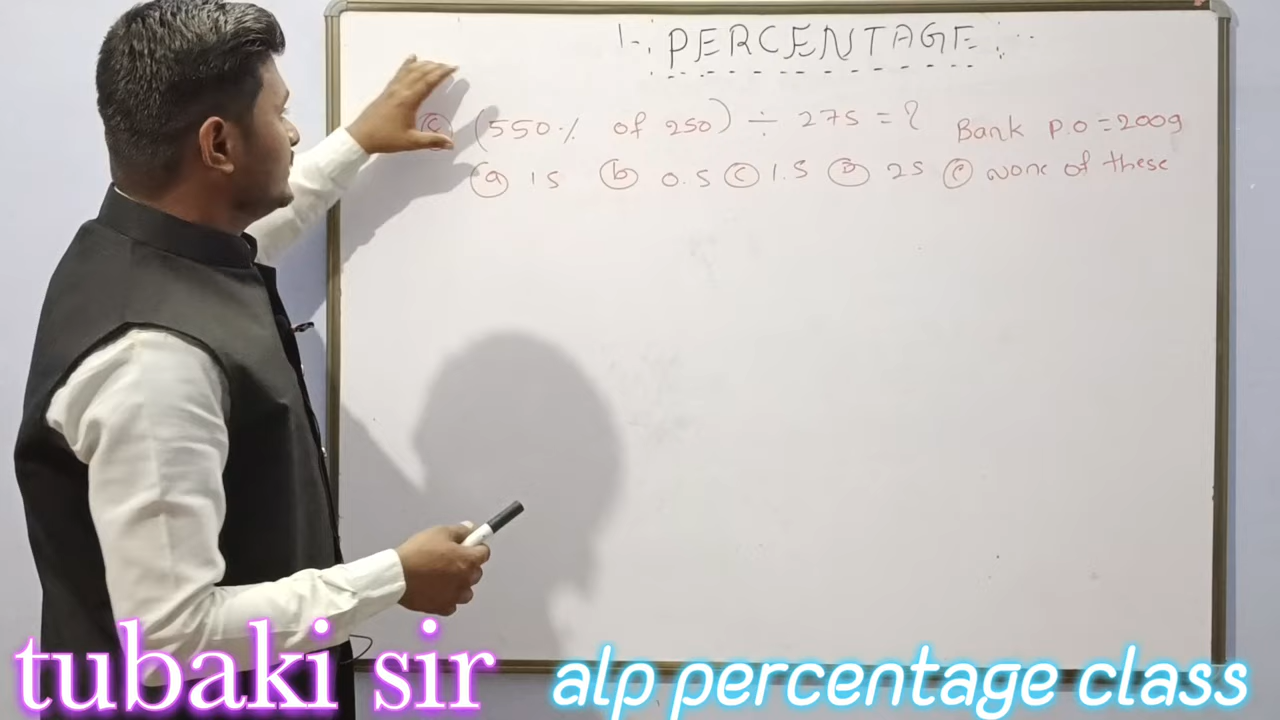 1-: PERCENTAGE :-
(550% of 250) ÷ 275 = ? Bank P.O = 2009
(a) 15 (b) 0.5 (c) 1.5 (D) 25 (e) None of these
tubaki sir alp percentage class